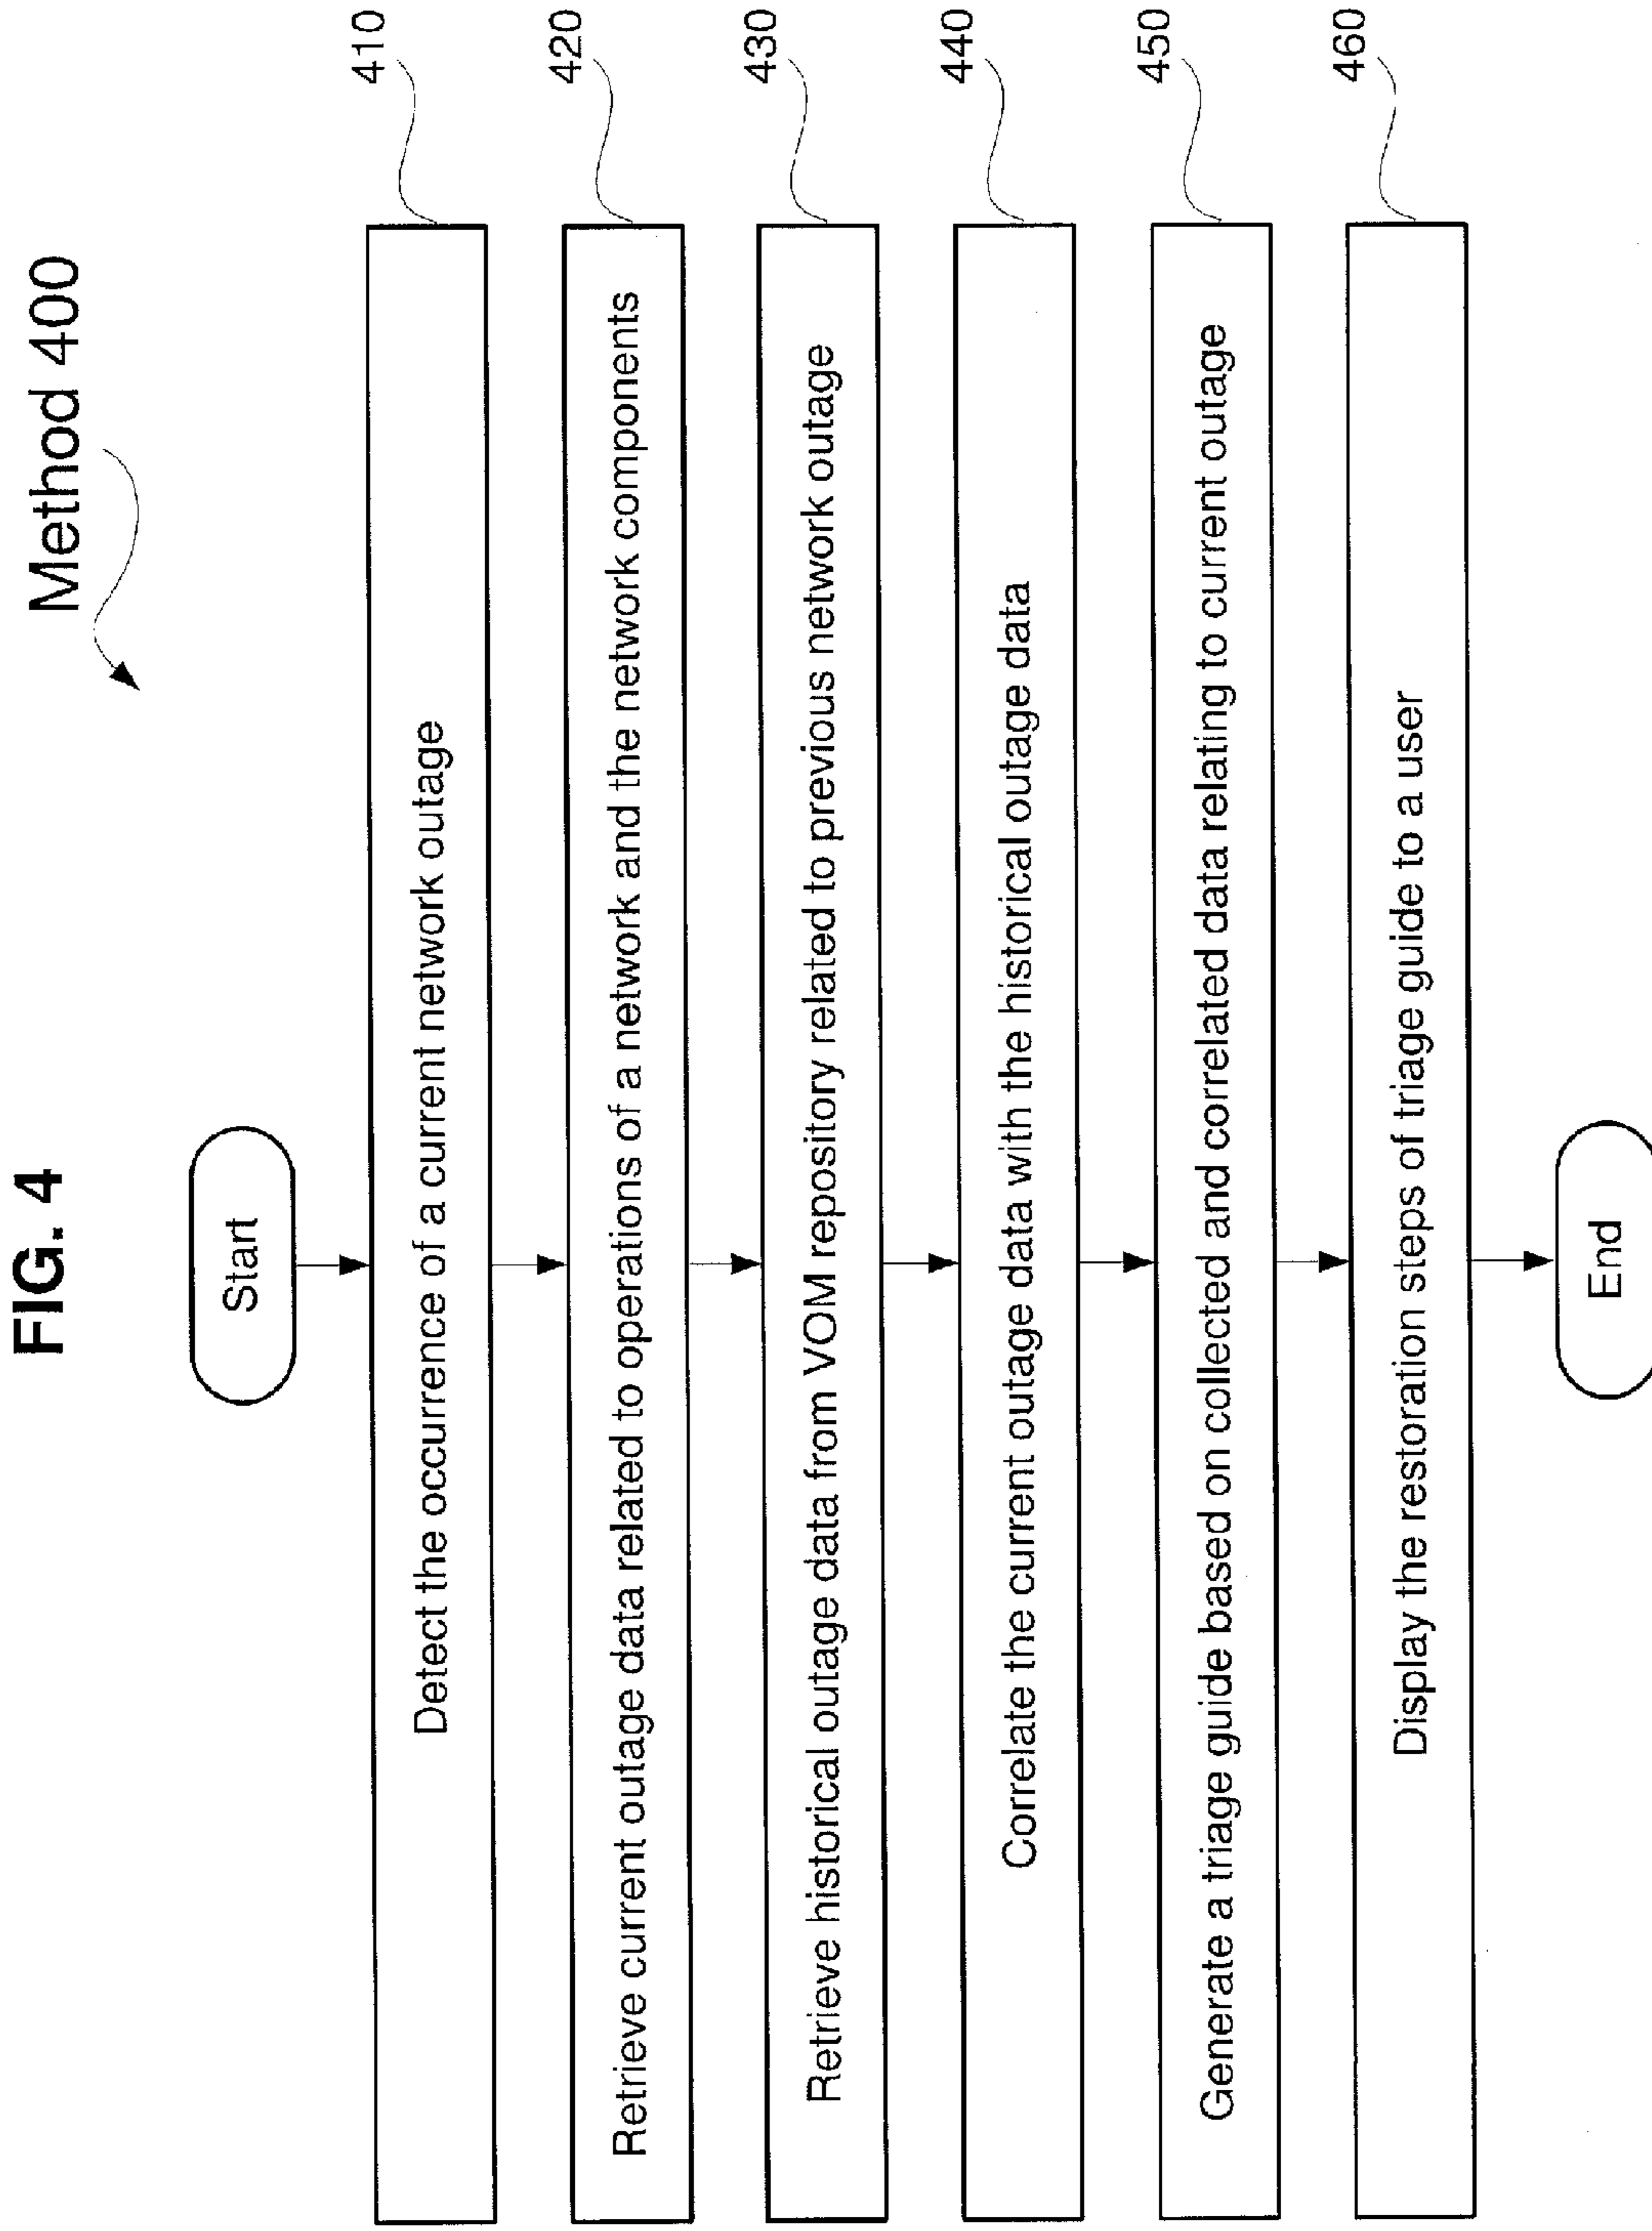 FIG. 4
Method 400
Start
Detect the occurrence of a current network outage
410
Retrieve current outage data related to operations of a network and the network components
420
Retrieve historical outage data from VOM repository related to previous network outage
430
Correlate the current outage data with the historical outage data
440
Generate a triage guide based on collected and correlated data relating to current outage
450
Display the restoration steps of triage guide to a user
460
End